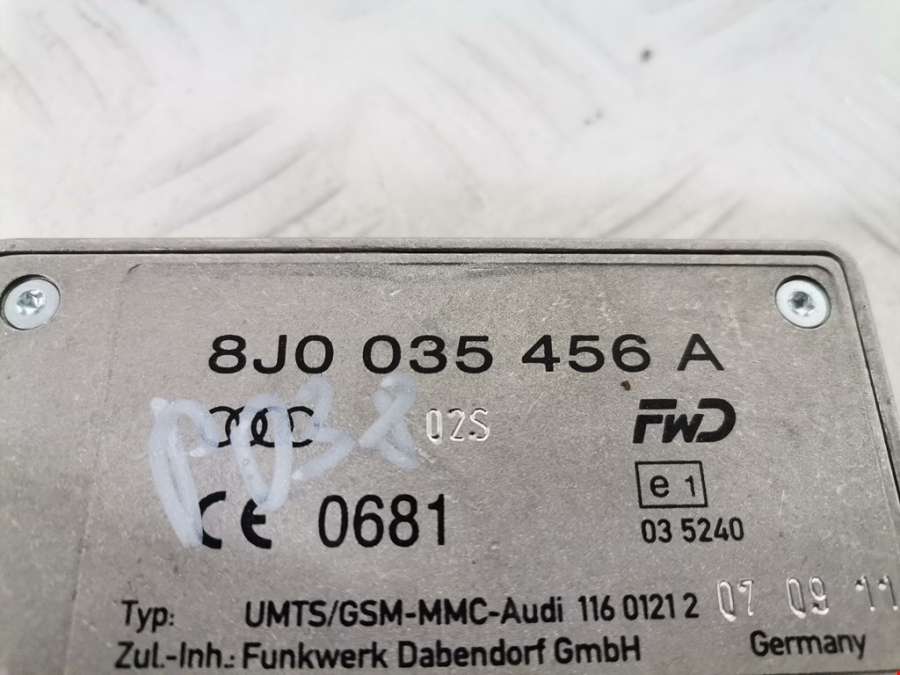 8J0 035 456 A
02S
FWD
CE 0681
e 1
03 5240
Typ: UMTS/GSM-MMC-Audi 116 0121 2 07 09 11
Zul.-Inh.: Funkwerk Dabendorf GmbH Germany